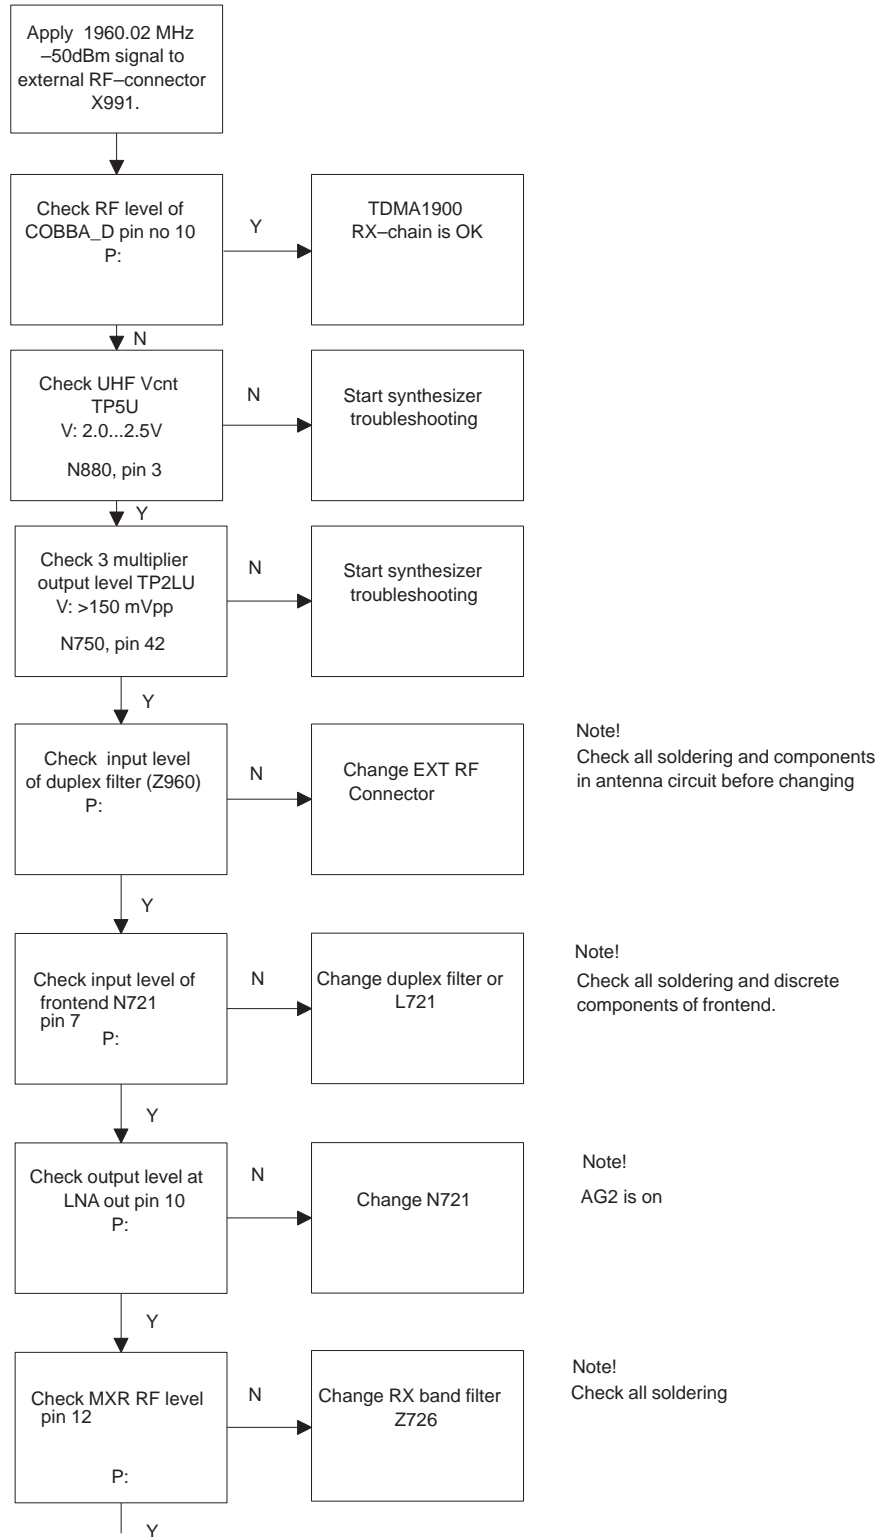 Apply 1960.02 MHz
–50dBm signal to
external RF–connector
X991.
Check RF level of
COBBA_D pin no 10
P:
Y
TDMA1900
RX–chain is OK
N
Check UHF Vcnt
TP5U
V: 2.0...2.5V
N880, pin 3
N
Start synthesizer
troubleshooting
Y
Check 3 multiplier
output level TP2LU
V: >150 mVpp
N750, pin 42
N
Start synthesizer
troubleshooting
Y
Check input level
of duplex filter (Z960)
P:
N
Change EXT RF
Connector
Note!
Check all soldering and components
in antenna circuit before changing
Y
Check input level of
frontend N721
pin 7
P:
N
Change duplex filter or
L721
Note!
Check all soldering and discrete
components of frontend.
Y
Check output level at
LNA out pin 10
P:
N
Change N721
Note!
AG2 is on
Y
Check MXR RF level
pin 12
P:
N
Change RX band filter
Z726
Note!
Check all soldering
Y